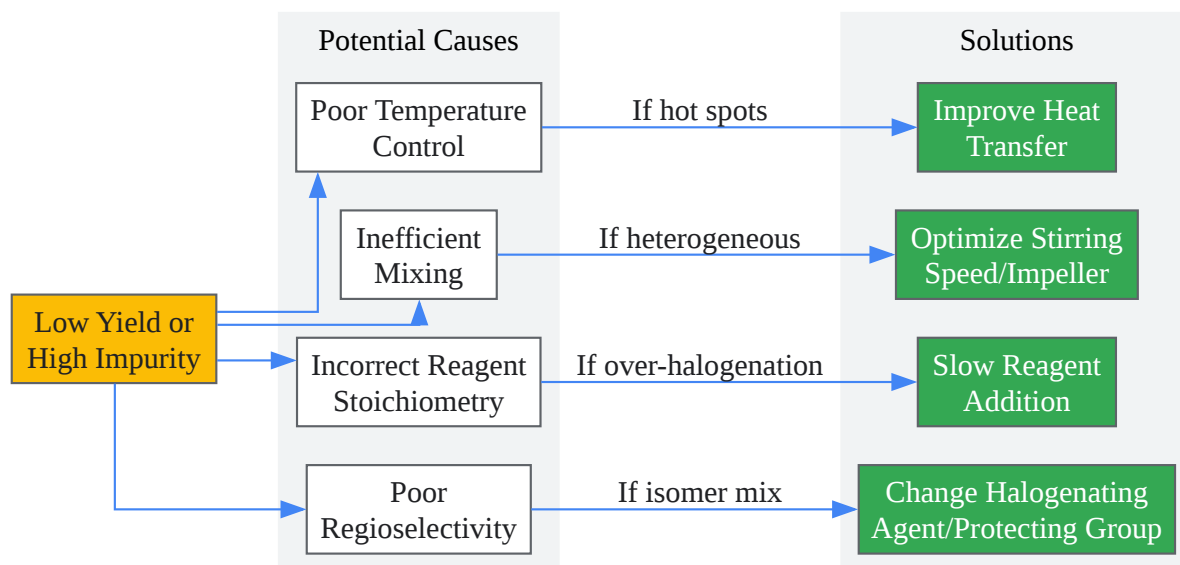 Potential Causes
Solutions
Poor Temperature
Control
If hot spots
Improve Heat
Transfer
Inefficient
Mixing
If heterogeneous
Optimize Stirring
Speed/Impeller
Low Yield or
High Impurity
Incorrect Reagent
Stoichiometry
If over-halogenation
Slow Reagent
Addition
Poor
Regioselectivity
If isomer mix
Change Halogenating
Agent/Protecting Group